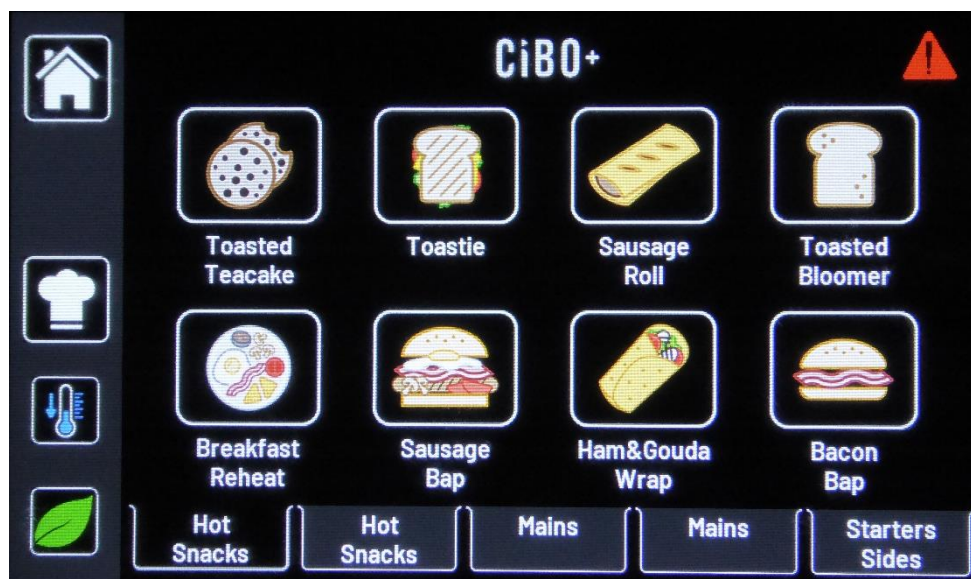 CiBO+
Toasted
Teacake
Toastie
Sausage
Roll
Toasted
Bloomer
Breakfast
Reheat
Sausage
Bap
Ham&Gouda
Wrap
Bacon
Bap
Hot
Snacks
Hot
Snacks
Mains
Mains
Starters
Sides